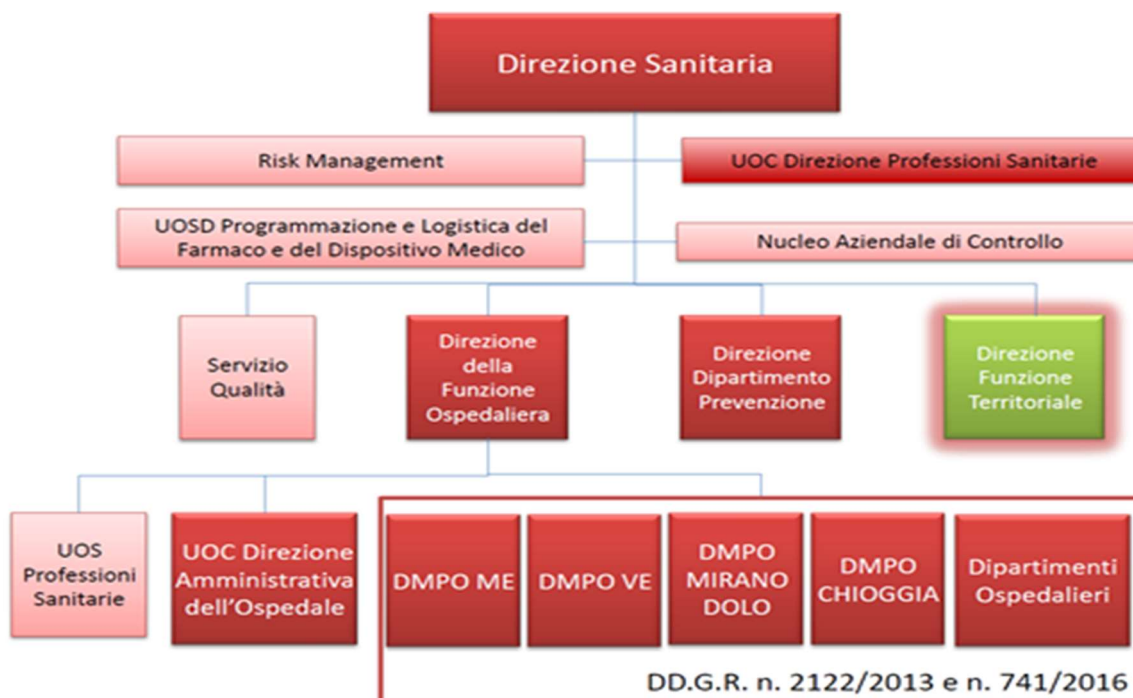 Direzione Sanitaria
Risk Management
UOC Direzione Professioni Sanitarie
UOSD Programmazione e Logistica del
Farmaco e del Dispositivo Medico
Nucleo Aziendale di Controllo
Servizio
Qualità
Direzione
della
Funzione
Ospedaliera
Direzione
Dipartimento
Prevenzione
Direzione
Funzione
Territoriale
UOS
Professioni
Sanitarie
UOC Direzione
Amministrativa
dell'Ospedale
DMPO ME
DMPO VE
DMPO
MIRANO
DOLO
DMPO
CHIOGGIA
Dipartimenti
Ospedalieri
DD.G.R. n. 2122/2013 e n. 741/2016